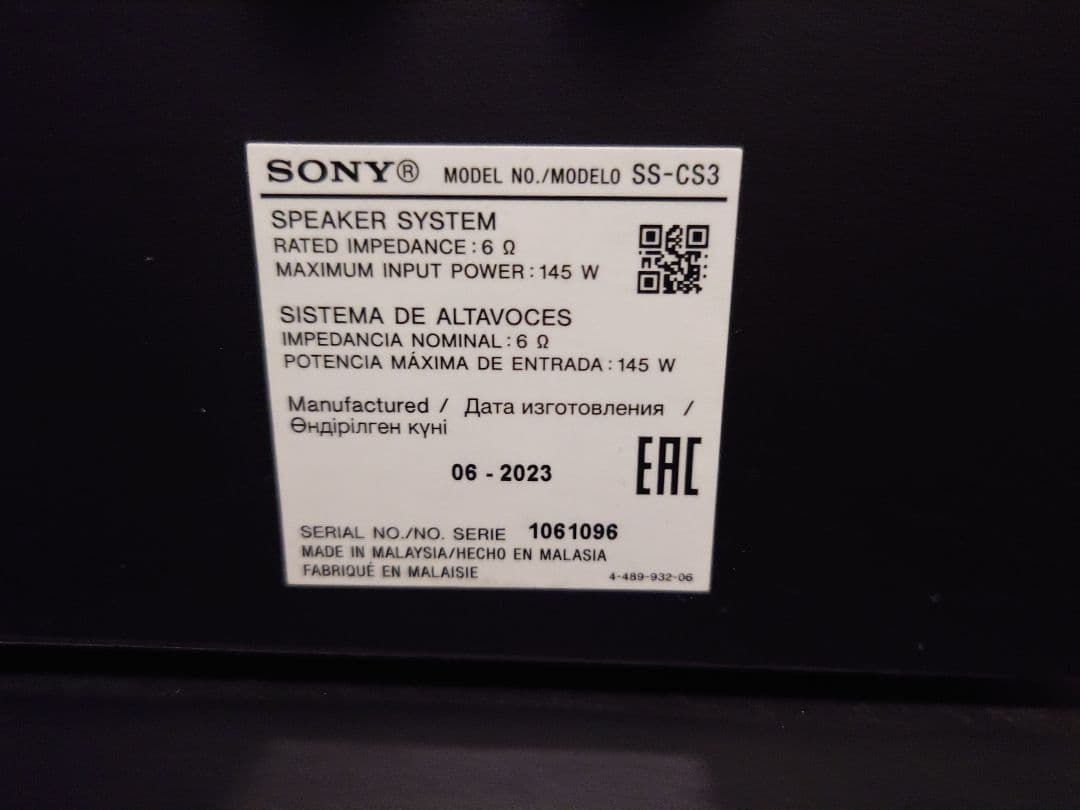 SONY® MODEL NO./MODELO SS-CS3
SPEAKER SYSTEM
RATED IMPEDANCE : 6 Ω
MAXIMUM INPUT POWER : 145 W
SISTEMA DE ALTAVOCES
IMPEDANCIA NOMINAL : 6 Ω
POTENCIA MÁXIMA DE ENTRADA : 145 W
Manufactured / Дата изготовления /
Өндірілген күні
06 - 2023
EAC
SERIAL NO./NO. SERIE 1061096
MADE IN MALAYSIA/HECHO EN MALASIA
FABRIQUÉ EN MALAISIE
4-489-932-06